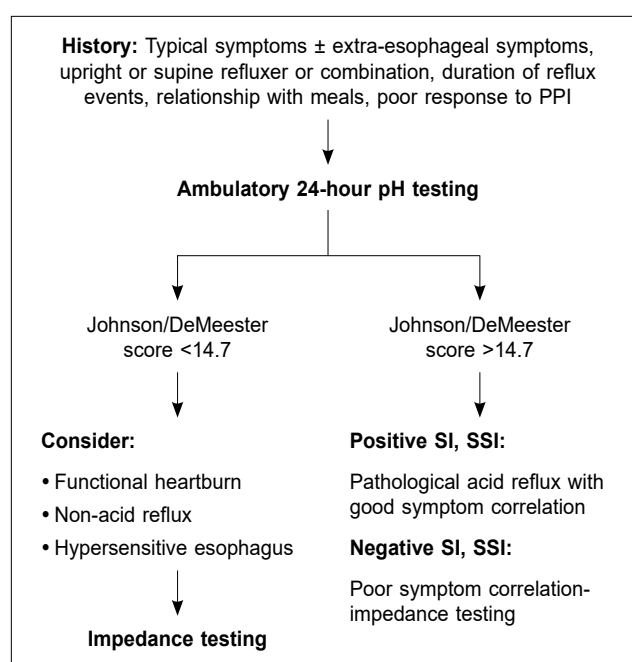 History: Typical symptoms ± extra-esophageal symptoms,
upright or supine refluxer or combination, duration of reflux
events, relationship with meals, poor response to PPI
Ambulatory 24-hour pH testing
Johnson/DeMeester
score <14.7
Consider:
• Functional heartburn
• Non-acid reflux
• Hypersensitive esophagus
Impedance testing
Johnson/DeMeester
score >14.7
Positive SI, SSI:
Pathological acid reflux with
good symptom correlation
Negative SI, SSI:
Poor symptom correlation-
impedance testing